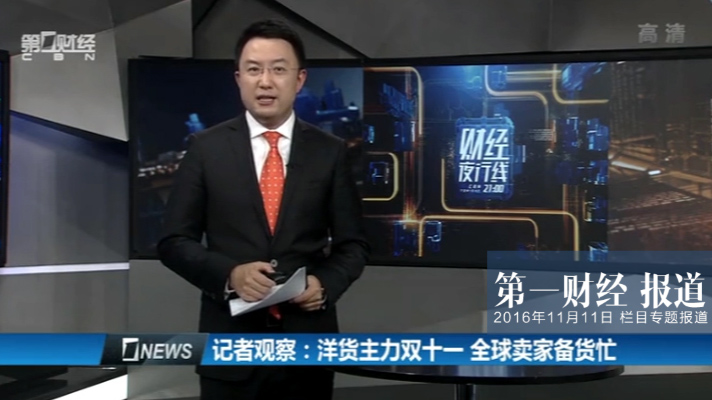 第一财经
CBN
高清
财经
夜行线
21:00
第一财经 报道
2016年11月11日 栏目专题报道
NEWS
记者观察：洋货主力双十一 全球卖家备货忙